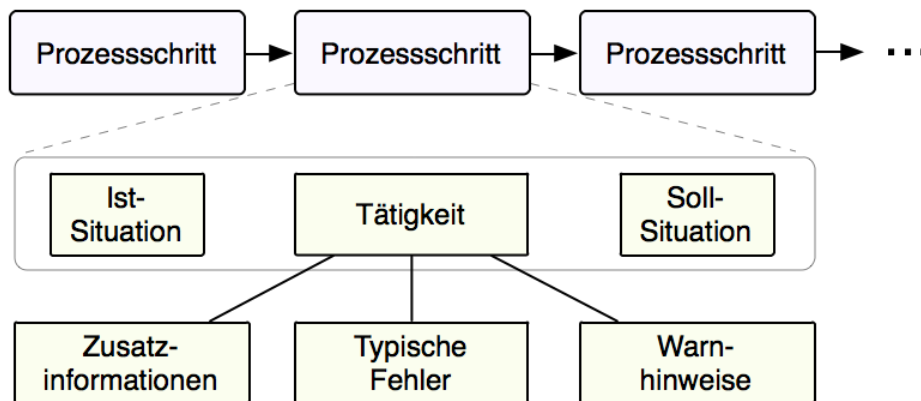 Prozessschritt
Prozessschritt
Prozessschritt
...
Ist-
Situation
Tätigkeit
Soll-
Situation
Zusatz-
informationen
Typische
Fehler
Warn-
hinweise